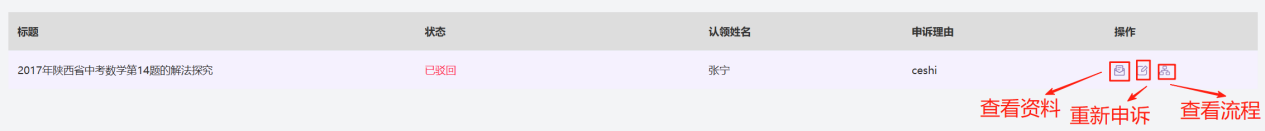 标题 状态 认领姓名 申诉理由 操作
2017年陕西省中考数学第14题的解法探究 已驳回 张宁 ceshi
查看资料 重新申诉 查看流程